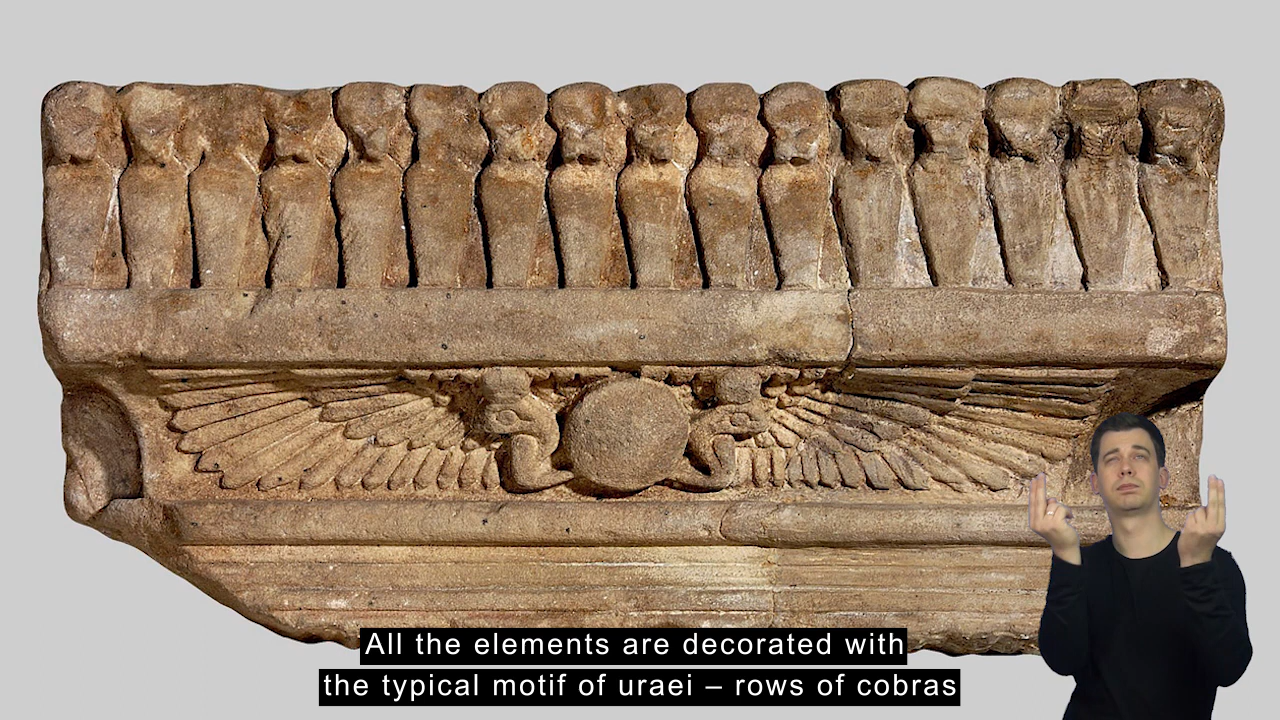 All the elements are decorated with
the typical motif of uraei – rows of cobras